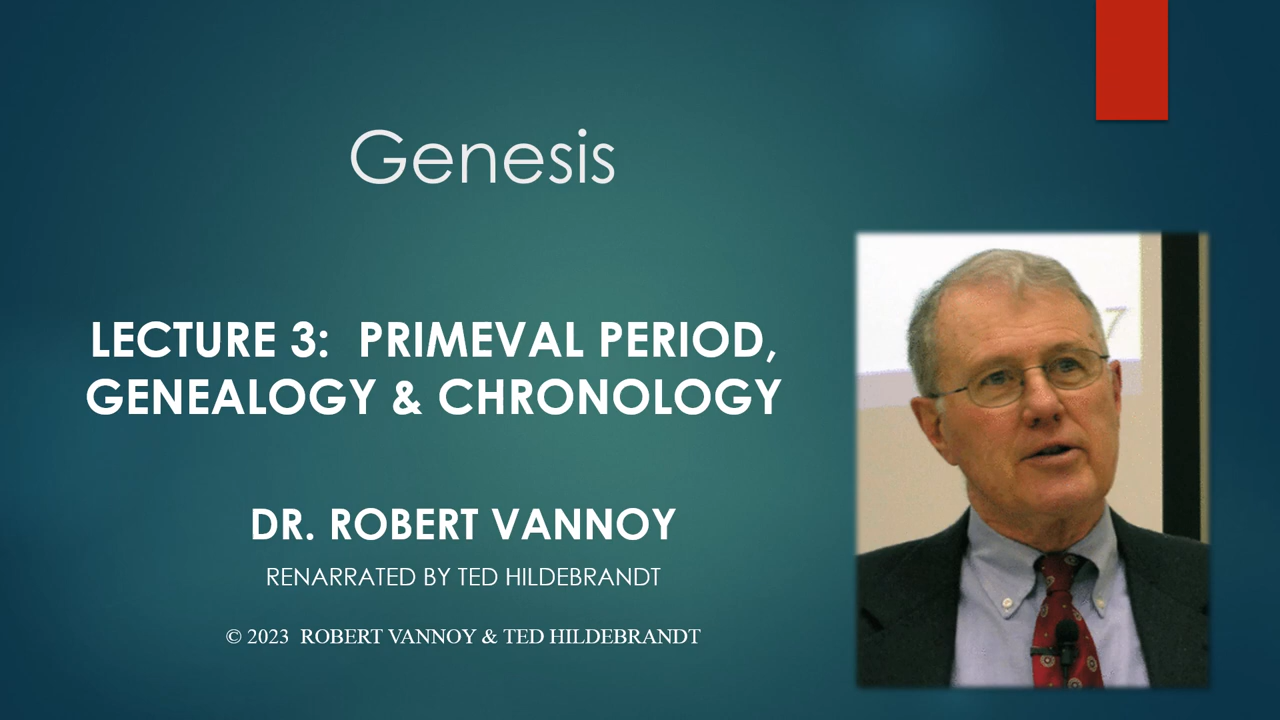 Genesis
LECTURE 3: PRIMEVAL PERIOD,
GENEALOGY & CHRONOLOGY
7
DR. ROBERT VANNOY
RENARRATED BY TED HILDEBRANDT
© 2023 ROBERT VANNOY & TED HILDEBRANDT